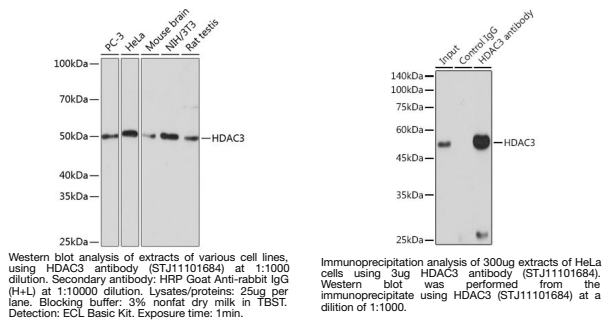 PC-3
HeLa
Mouse brain
NIH/3T3
Rat testis
100kDa
70kDa
50kDa
40kDa
35kDa
25kDa
HDAC3
Western blot analysis of extracts of various cell lines,
using HDAC3 antibody (STJ11101684) at 1:1000
dilution. Secondary antibody: HRP Goat Anti-rabbit IgG
(H+L) at 1:10000 dilution. Lysates/proteins: 25ug per
lane. Blocking buffer: 3% nonfat dry milk in TBST.
Detection: ECL Basic Kit. Exposure time: 1min.
Input
Control IgG
HDAC3 antibody
140kDa
100kDa
75kDa
60kDa
45kDa
35kDa
25kDa
HDAC3
Immunoprecipitation analysis of 300ug extracts of HeLa
cells using 3ug HDAC3 antibody (STJ11101684).
Western blot was performed from the
immunoprecipitate using HDAC3 (STJ11101684) at a
dilition of 1:1000.